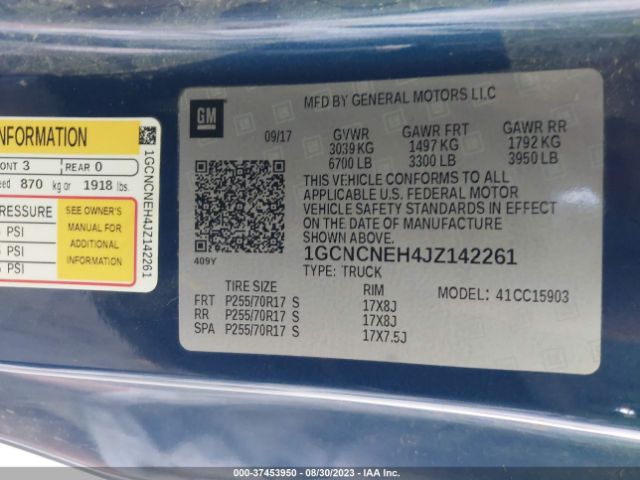 INFORMATION
ONT 3 REAR 0
eed 870 kg or 1918 lbs.
PRESSURE
PSI
PSI
PSI
SEE OWNER'S
MANUAL FOR
ADDITIONAL
INFORMATION
1GCNCNEH4JZ142261
GM
MFD BY GENERAL MOTORS LLC
09/17 GVWR GAWR FRT GAWR RR
3039 KG 1497 KG 1792 KG
6700 LB 3300 LB 3950 LB
THIS VEHICLE CONFORMS TO ALL
APPLICABLE U.S. FEDERAL MOTOR
VEHICLE SAFETY STANDARDS IN EFFECT
ON THE DATE OF MANUFACTURE
SHOWN ABOVE.
409Y
1GCNCNEH4JZ142261
TYPE: TRUCK
TIRE SIZE RIM MODEL: 41CC15903
FRT P255/70R17 S 17X8J
RR P255/70R17 S 17X8J
SPA P255/70R17 S 17X7.5J
000-37453950 • 08/30/2023 • IAA Inc.